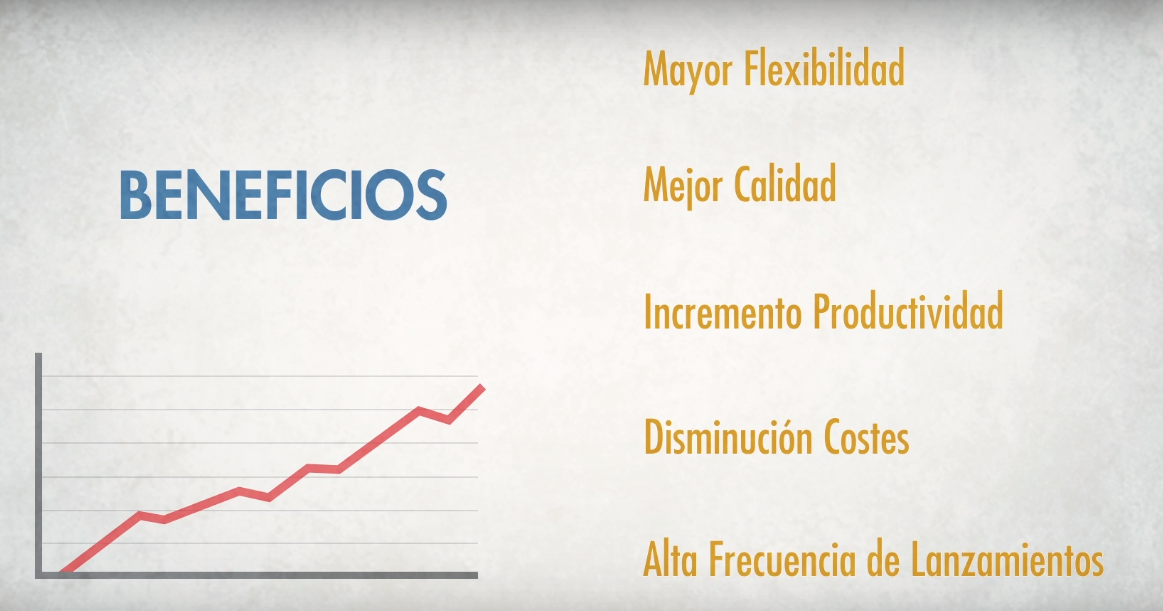 BENEFICIOS
Mayor Flexibilidad
Mejor Calidad
Incremento Productividad
Disminución Costes
Alta Frecuencia de Lanzamientos